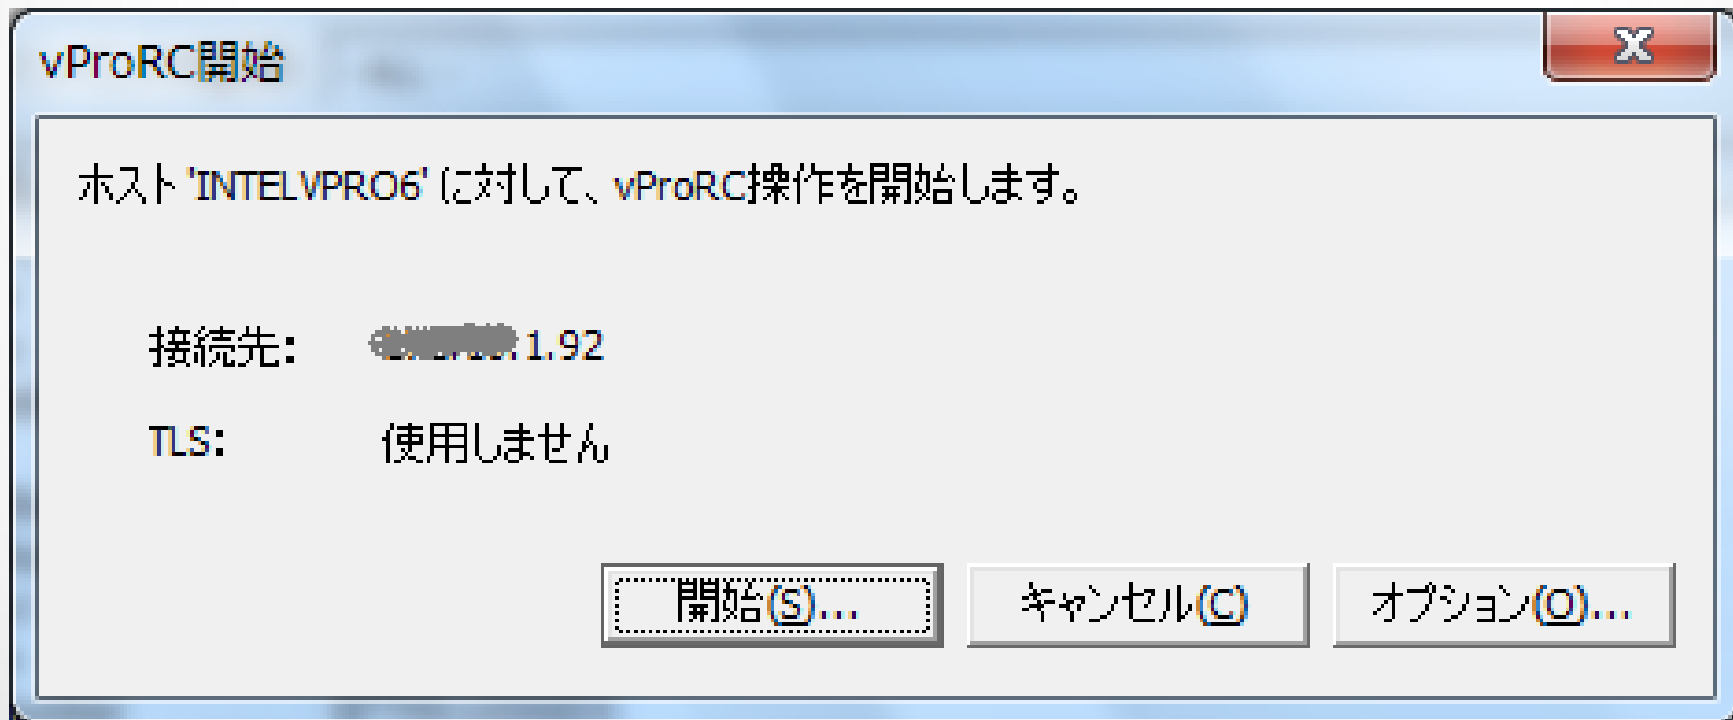 vProRC開始
ホスト 'INTELVPRO6' に対して、vProRC操作を開始します。
接続先: 1.92
TLS: 使用しません
開始(S)... キャンセル(C) オプション(O)...